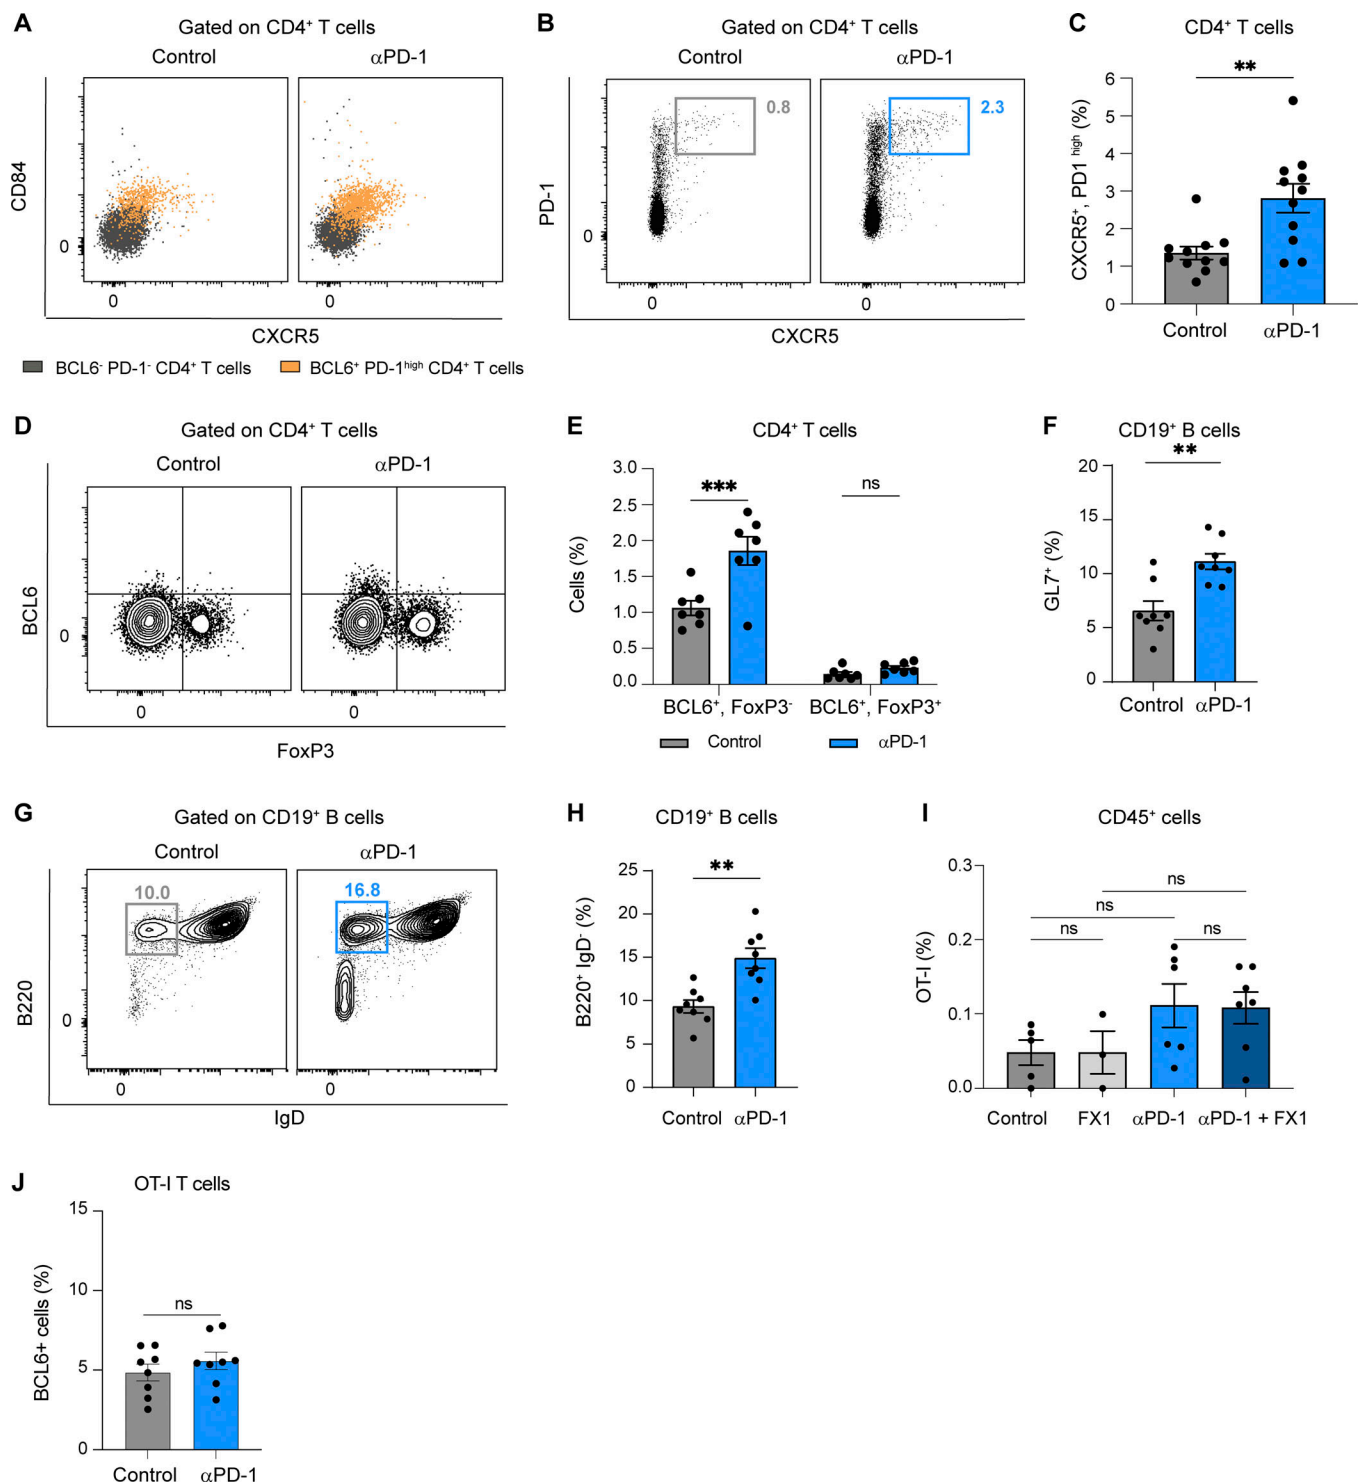 A
Gated on CD4⁺ T cells
Control
αPD-1
CD84
0
0
0
CXCR5
BCL6⁻ PD-1⁻ CD4⁺ T cells
BCL6⁺ PD-1ʰⁱᵍʰ CD4⁺ T cells
B
Gated on CD4⁺ T cells
Control
αPD-1
0.8
2.3
PD-1
0
0
0
CXCR5
C
CD4⁺ T cells
**
CXCR5⁺, PD1 ʰⁱᵍʰ (%)
6
5
4
3
2
1
0
Control
αPD-1
D
Gated on CD4⁺ T cells
Control
αPD-1
BCL6
0
0
0
FoxP3
E
CD4⁺ T cells
***
ns
Cells (%)
3.0
2.5
2.0
1.5
1.0
0.5
0.0
BCL6⁺, FoxP3⁻
BCL6⁺, FoxP3⁺
Control
αPD-1
F
CD19⁺ B cells
**
GL7⁺ (%)
20
15
10
5
0
Control αPD-1
G
Gated on CD19⁺ B cells
Control
αPD-1
10.0
16.8
B220
0
0
0
IgD
H
CD19⁺ B cells
**
B220⁺ IgD⁻ (%)
25
20
15
10
5
0
Control αPD-1
I
CD45⁺ cells
ns
ns
ns
ns
OT-I (%)
0.3
0.2
0.1
0.0
Control
FX1
αPD-1
αPD-1 + FX1
J
OT-I T cells
ns
BCL6+ cells (%)
15
10
5
0
Control
αPD-1